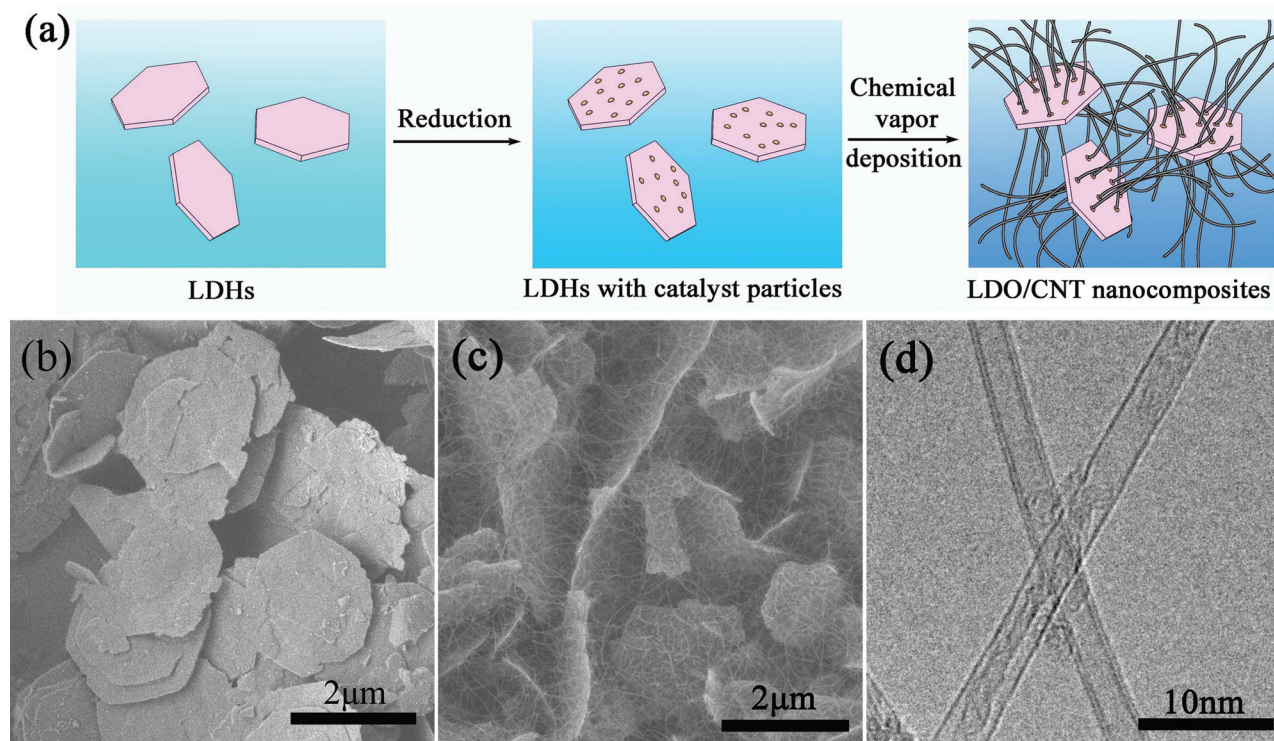 (a)
Reduction
Chemical
vapor
deposition
LDHs
LDHs with catalyst particles
LDO/CNT nanocomposites
(b)
2μm
(c)
2μm
(d)
10nm